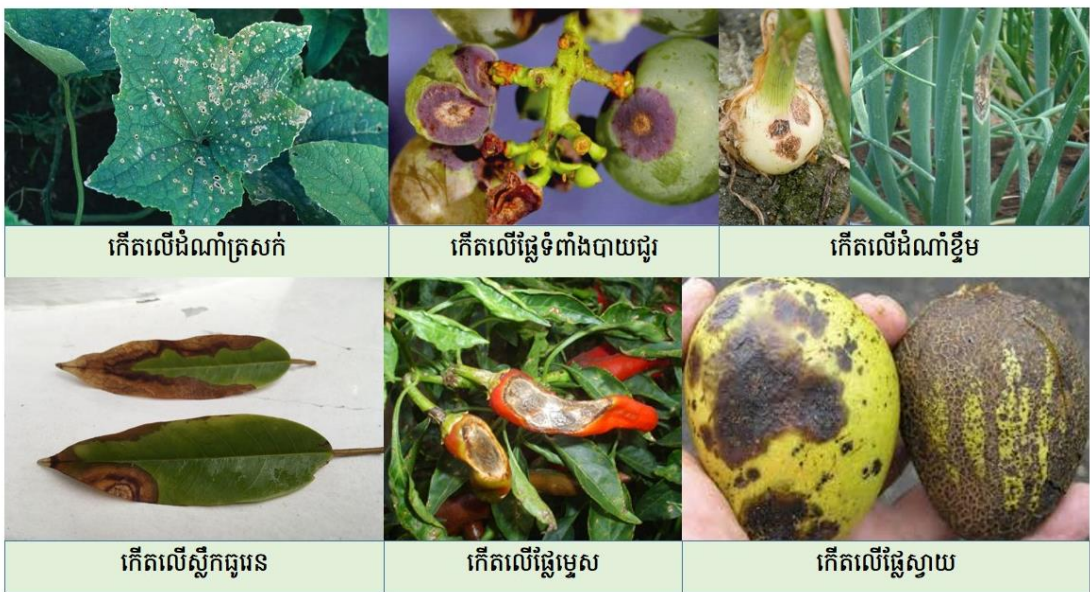 កើតលើដំណាំត្រសក់
កើតលើផ្លែទំពាំងបាយជូរ
កើតលើដំណាំខ្ទឹម
កើតលើស្លឹកធូរេន
កើតលើផ្លែម្ទេស
កើតលើផ្លែស្វាយ